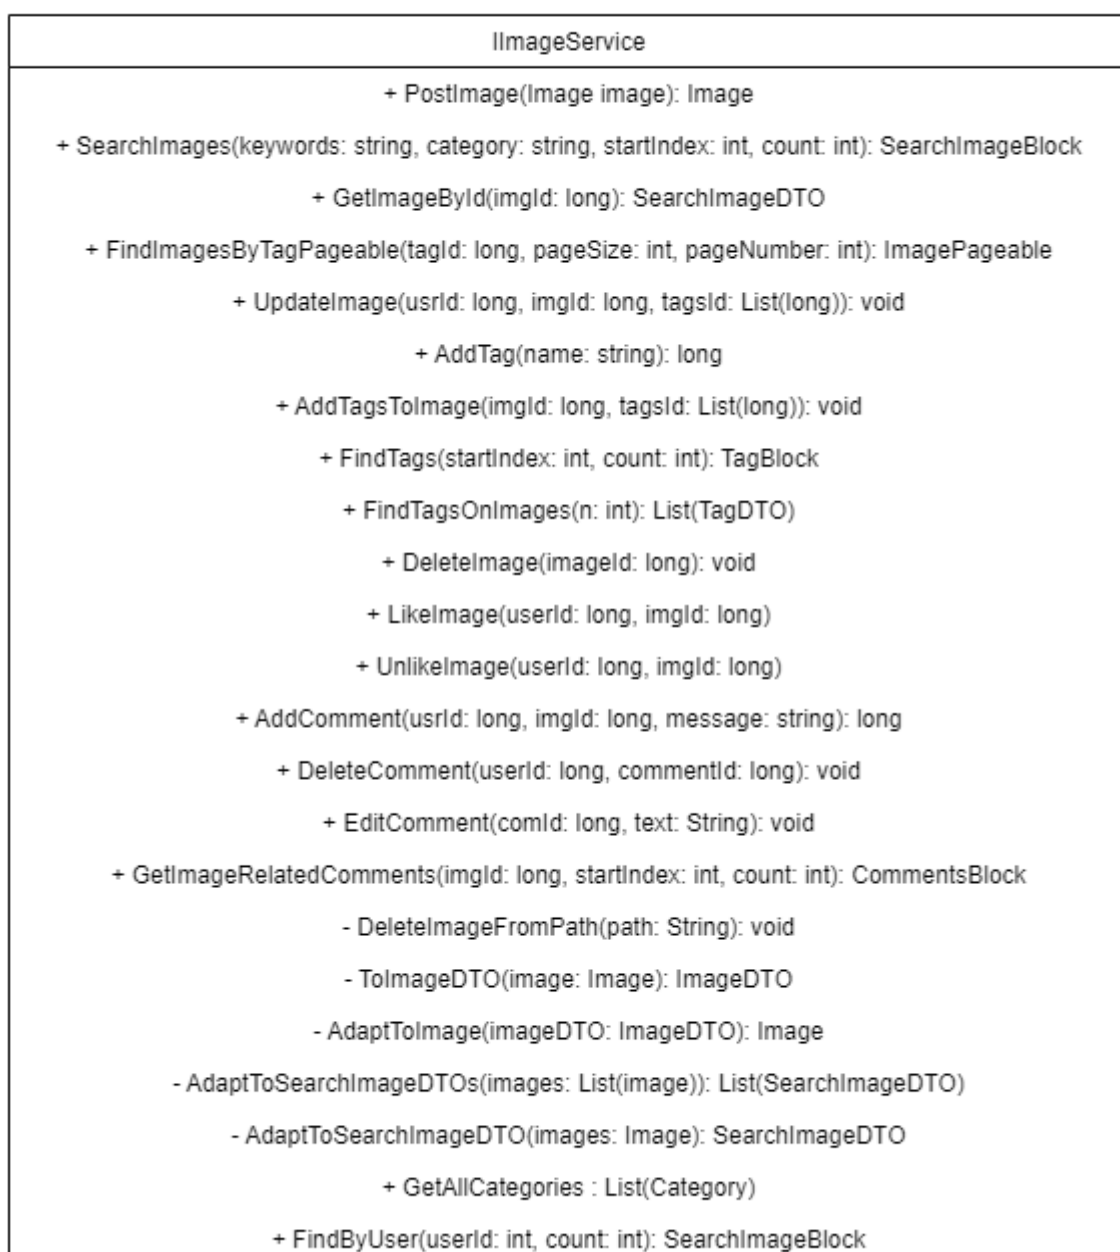 IImageService
+ PostImage(Image image): Image
+ SearchImages(keywords: string, category: string, startIndex: int, count: int): SearchImageBlock
+ GetImageById(imgId: long): SearchImageDTO
+ FindImagesByTagPageable(tagId: long, pageSize: int, pageNumber: int): ImagePageable
+ UpdateImage(usrId: long, imgId: long, tagsId: List(long)): void
+ AddTag(name: string): long
+ AddTagsToImage(imgId: long, tagsId: List(long)): void
+ FindTags(startIndex: int, count: int): TagBlock
+ FindTagsOnImages(n: int): List(TagDTO)
+ DeleteImage(imageId: long): void
+ LikeImage(userId: long, imgId: long)
+ UnlikeImage(userId: long, imgId: long)
+ AddComment(usrId: long, imgId: long, message: string): long
+ DeleteComment(userId: long, commentId: long): void
+ EditComment(comId: long, text: String): void
+ GetImageRelatedComments(imgId: long, startIndex: int, count: int): CommentsBlock
- DeleteImageFromPath(path: String): void
- ToImageDTO(image: Image): ImageDTO
- AdaptToImage(imageDTO: ImageDTO): Image
- AdaptToSearchImageDTOs(images: List(image)): List(SearchImageDTO)
- AdaptToSearchImageDTO(images: Image): SearchImageDTO
+ GetAllCategories : List(Category)
+ FindByUser(userId: int, count: int): SearchImageBlock